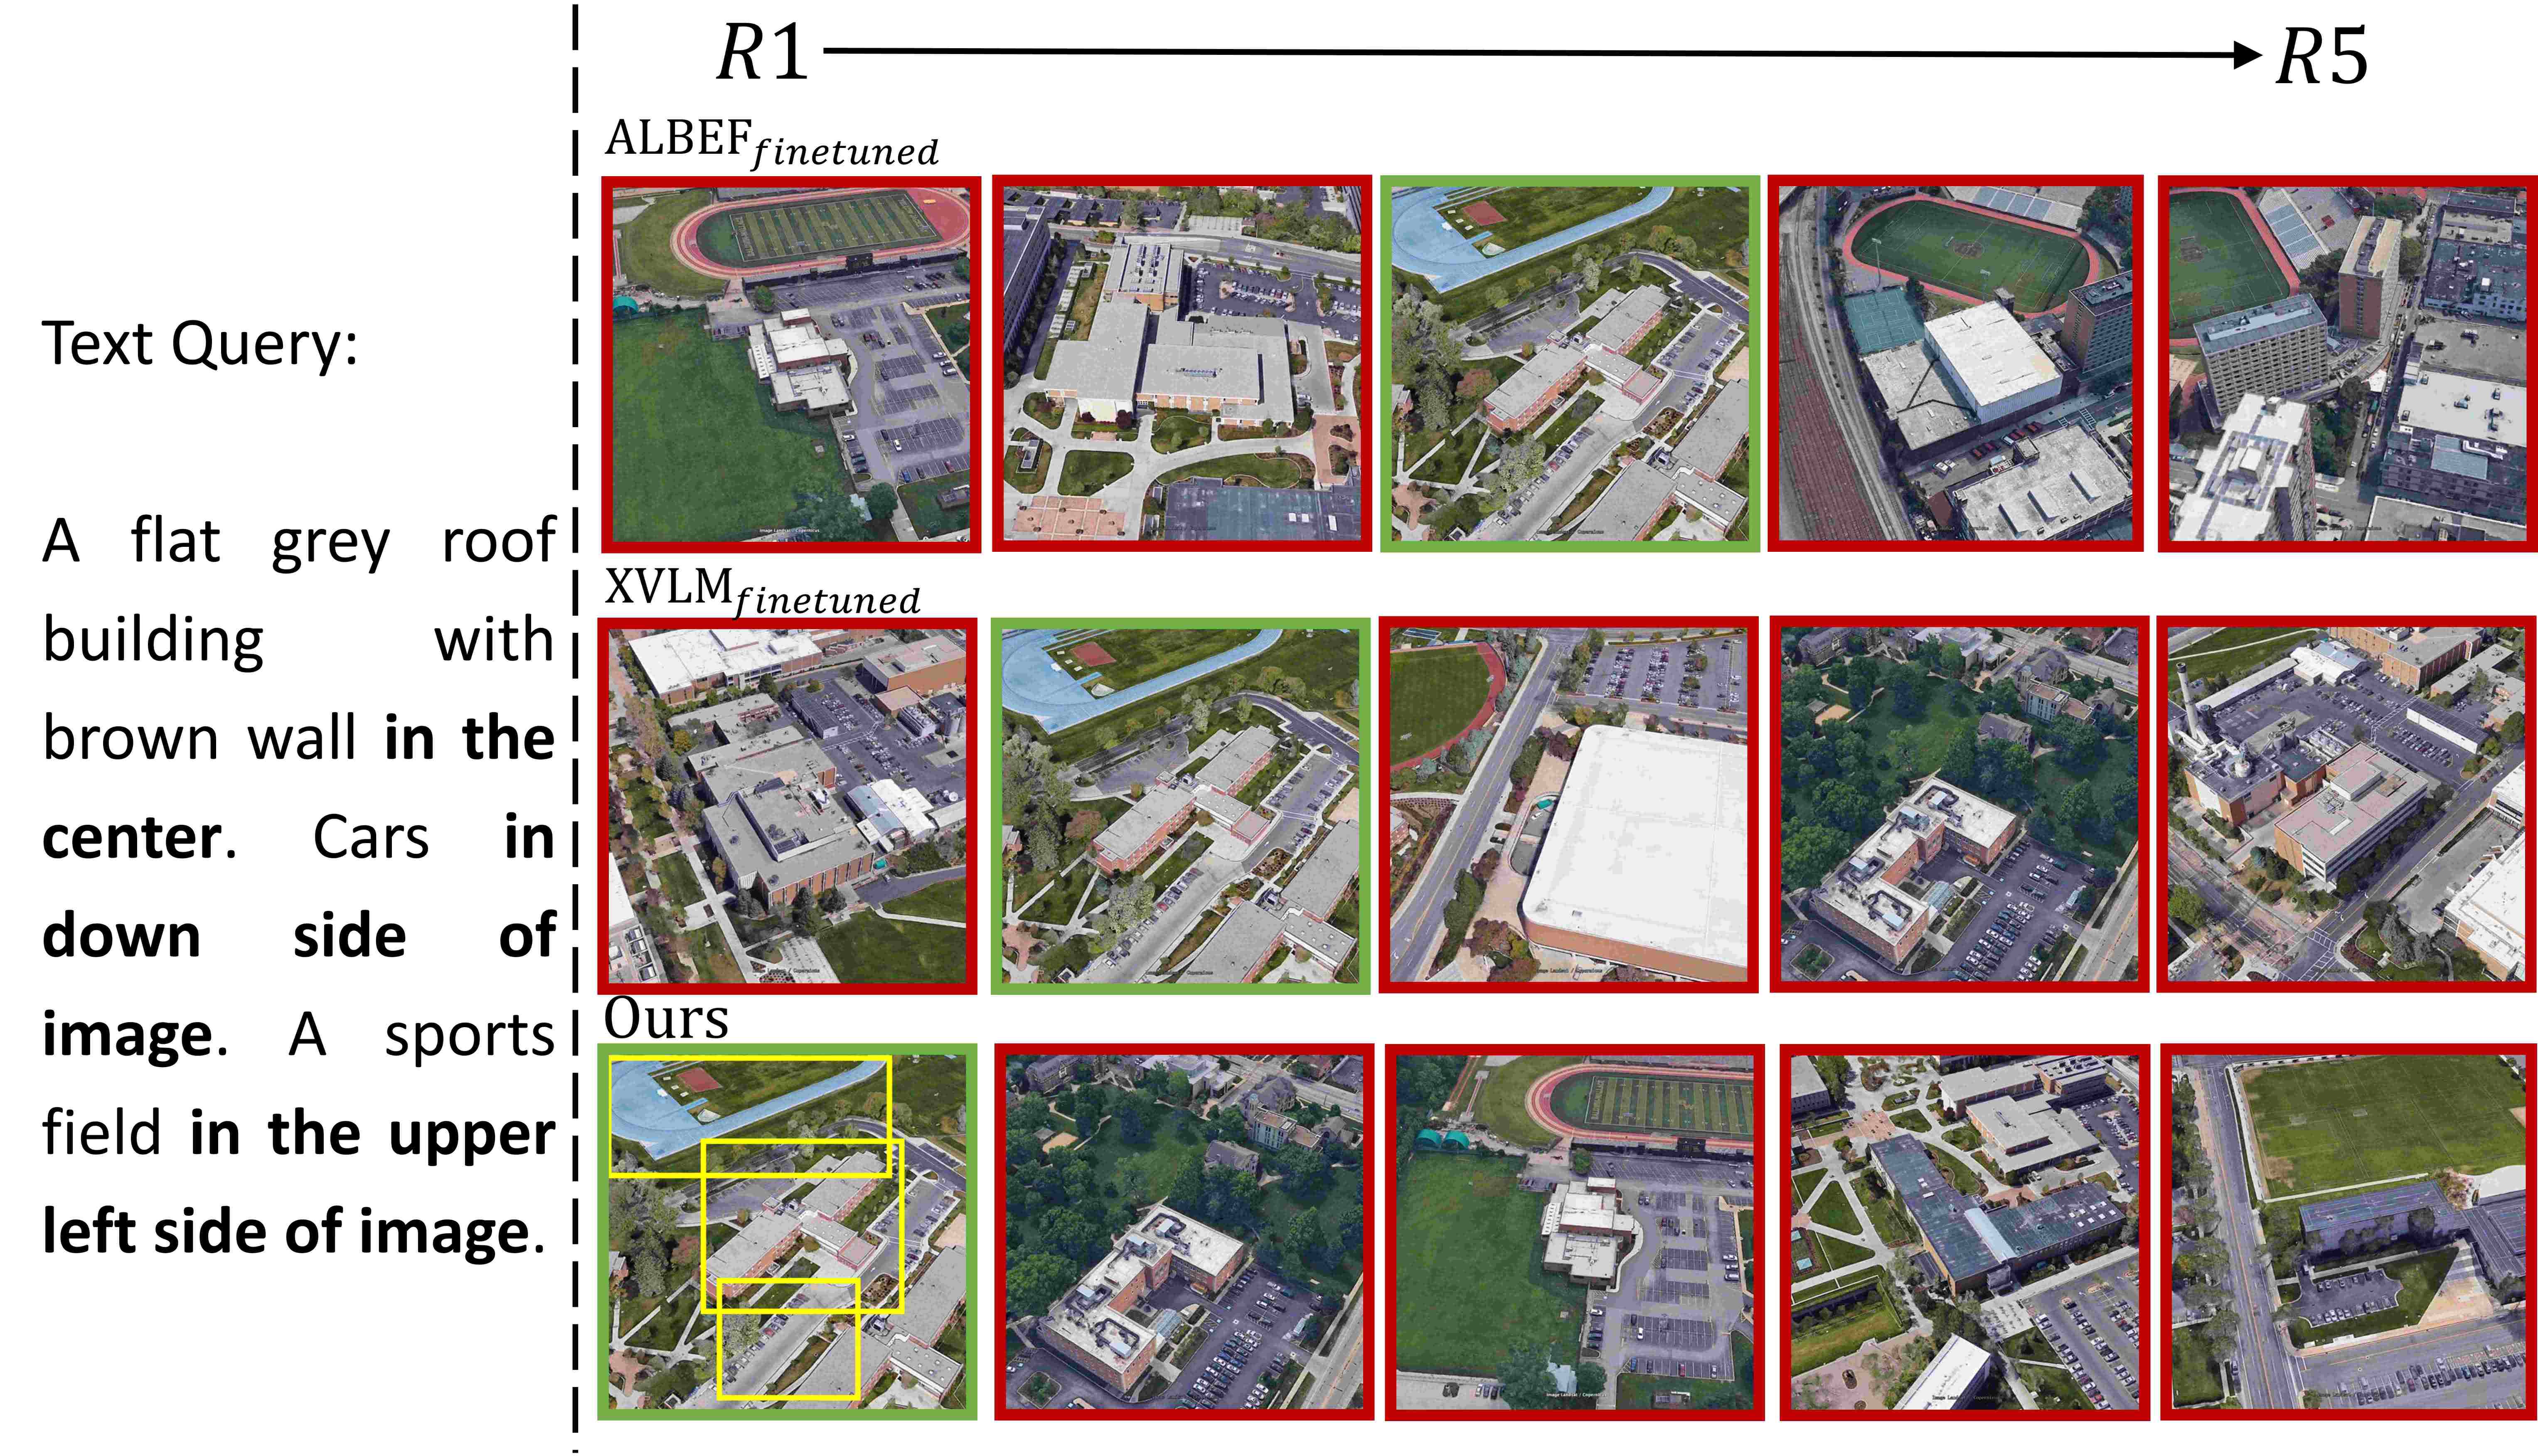 R1
R5
Text Query:
A flat grey roof
building with
brown wall in the
center. Cars in
down side of
image. A sports
field in the upper
left side of image.
ALBEFfinetuned
XVLMfinetuned
Ours